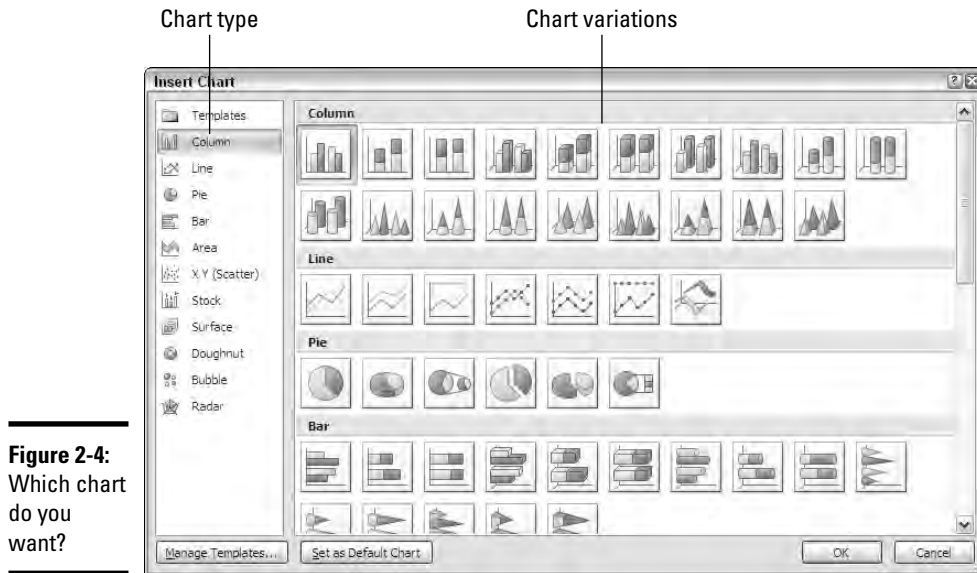 Chart type
Chart variations
Insert Chart
Templates
Column
Line
Pie
Bar
Area
X Y (Scatter)
Stock
Surface
Doughnut
Bubble
Radar
Column
Line
Pie
Bar
Manage Templates...
Set as Default Chart
OK
Cancel
Figure 2-4:
Which chart
do you
want?